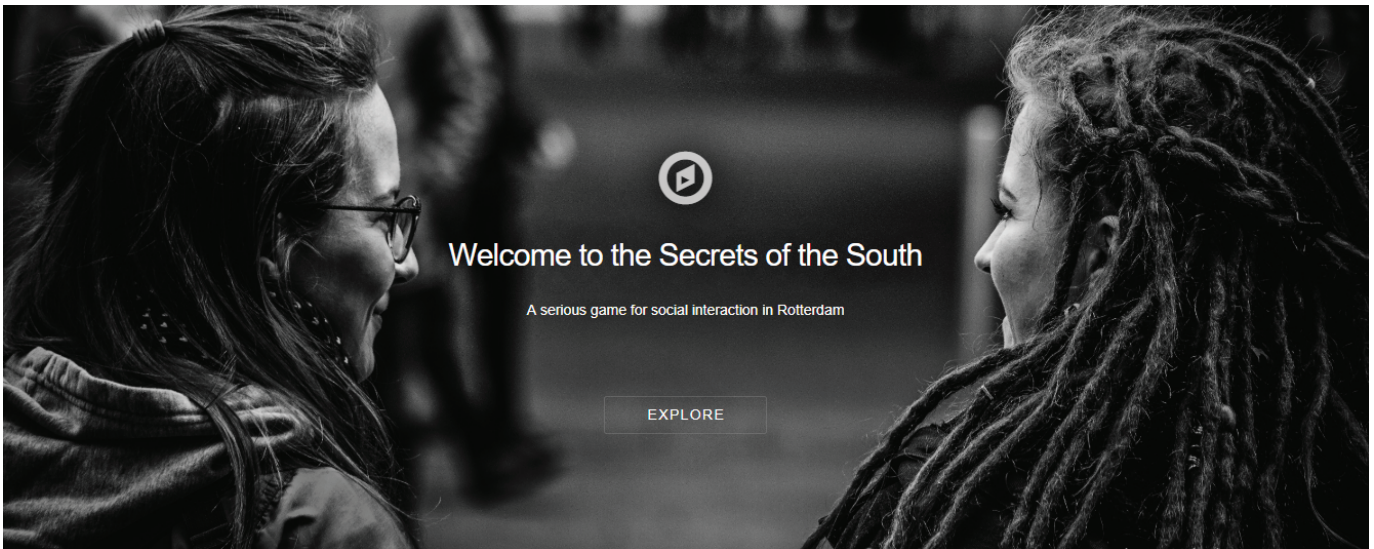 Welcome to the Secrets of the South
A serious game for social interaction in Rotterdam
EXPLORE